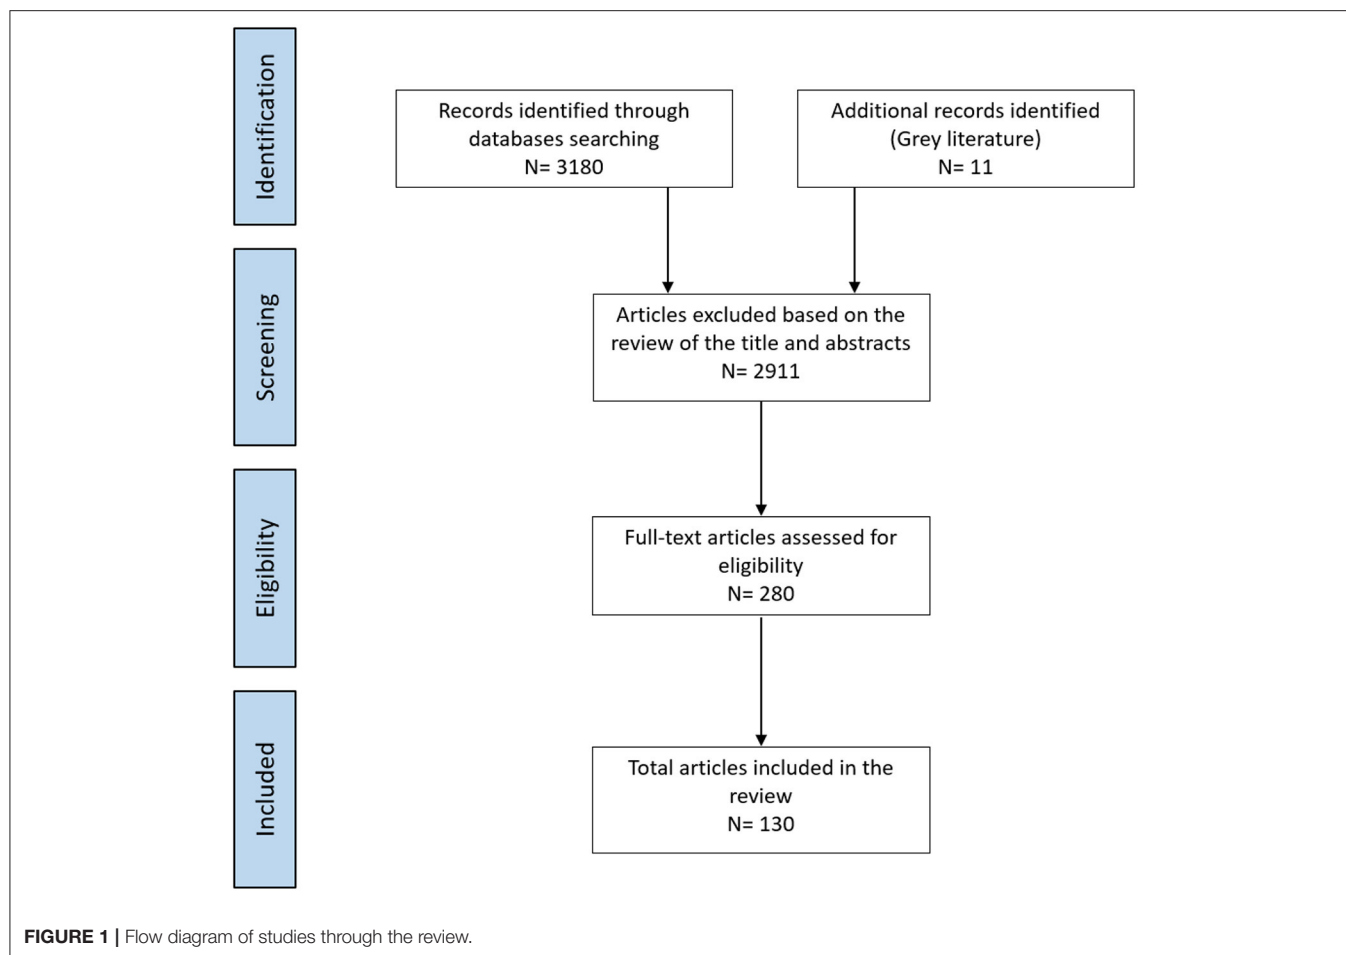 Identification
Records identified through
databases searching
N= 3180
Additional records identified
(Grey literature)
N= 11
Screening
Articles excluded based on the
review of the title and abstracts
N= 2911
Eligibility
Full-text articles assessed for
eligibility
N= 280
Included
Total articles included in the
review
N= 130
FIGURE 1 | Flow diagram of studies through the review.